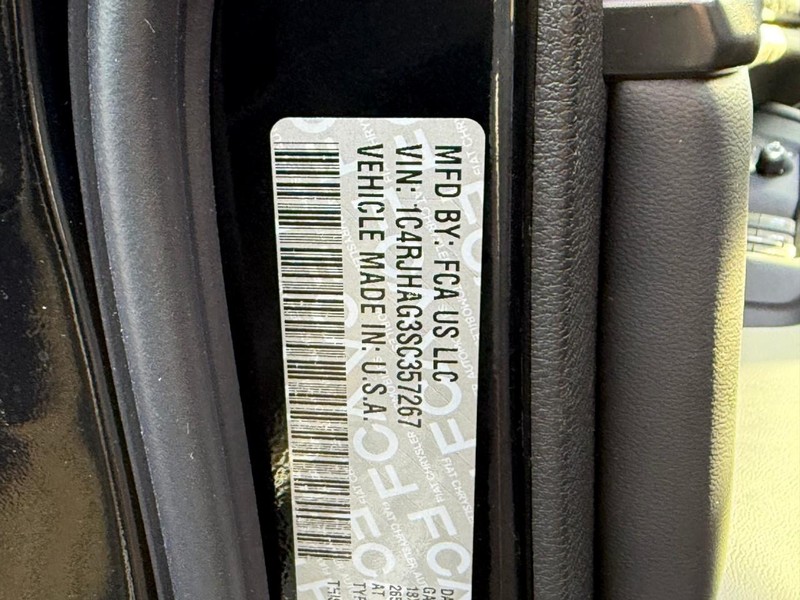 MFD BY: FCA US LLC
VIN: 1C4RJHAG3SC357267
VEHICLE MADE IN: U.S.A.